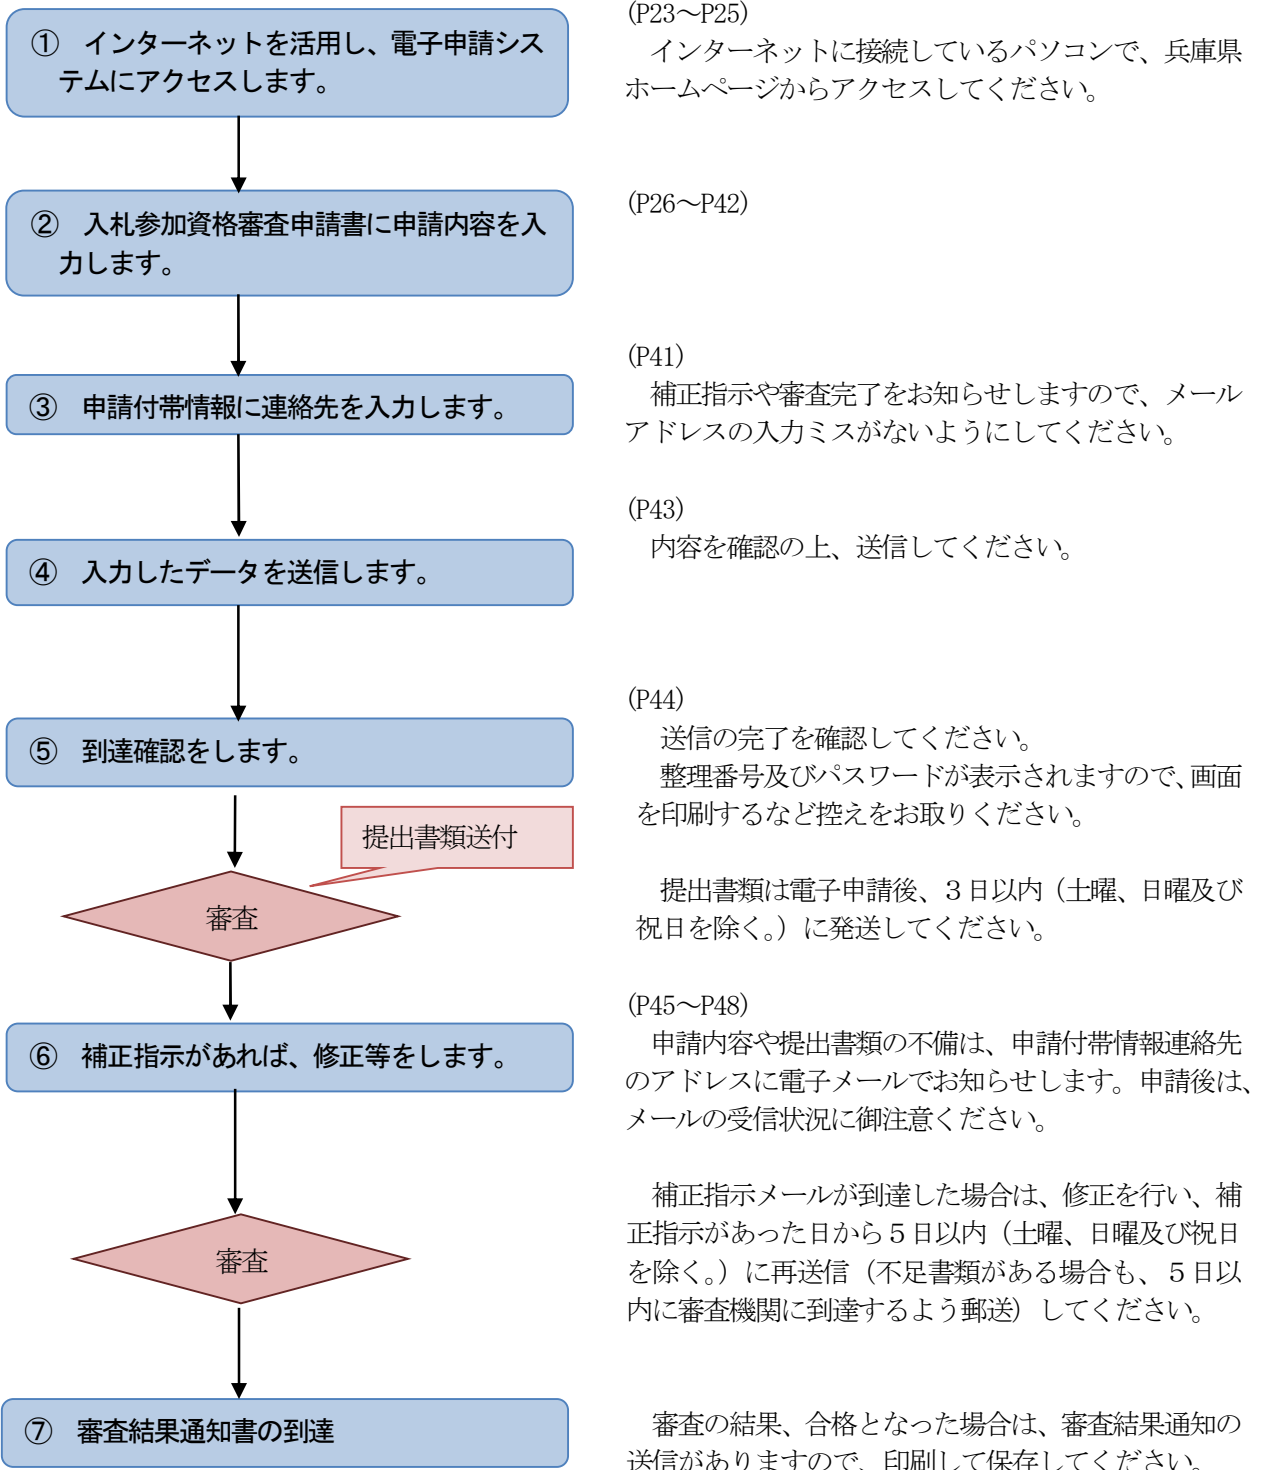 ① インターネットを活用し、電子申請シス
テムにアクセスします。
(P23～P25)
インターネットに接続しているパソコンで、兵庫県
ホームページからアクセスしてください。
② 入札参加資格審査申請書に申請内容を入
力します。
(P26～P42)
③ 申請付帯情報に連絡先を入力します。
(P41)
補正指示や審査完了をお知らせしますので、メール
アドレスの入力ミスがないようにしてください。
④ 入力したデータを送信します。
(P43)
内容を確認の上、送信してください。
⑤ 到達確認をします。
(P44)
送信の完了を確認してください。
整理番号及びパスワードが表示されますので、画面
を印刷するなど控えをお取りください。
提出書類送付
審査
提出書類は電子申請後、３日以内（土曜、日曜及び
祝日を除く。）に発送してください。
⑥ 補正指示があれば、修正等をします。
(P45～P48)
申請内容や提出書類の不備は、申請付帯情報連絡先
のアドレスに電子メールでお知らせします。申請後は、
メールの受信状況に御注意ください。
審査
補正指示メールが到達した場合は、修正を行い、補
正指示があった日から５日以内（土曜、日曜及び祝日
を除く。）に再送信（不足書類がある場合も、５日以
内に審査機関に到達するよう郵送）してください。
⑦ 審査結果通知書の到達
審査の結果、合格となった場合は、審査結果通知の
送信がありますので、印刷して保存してください。